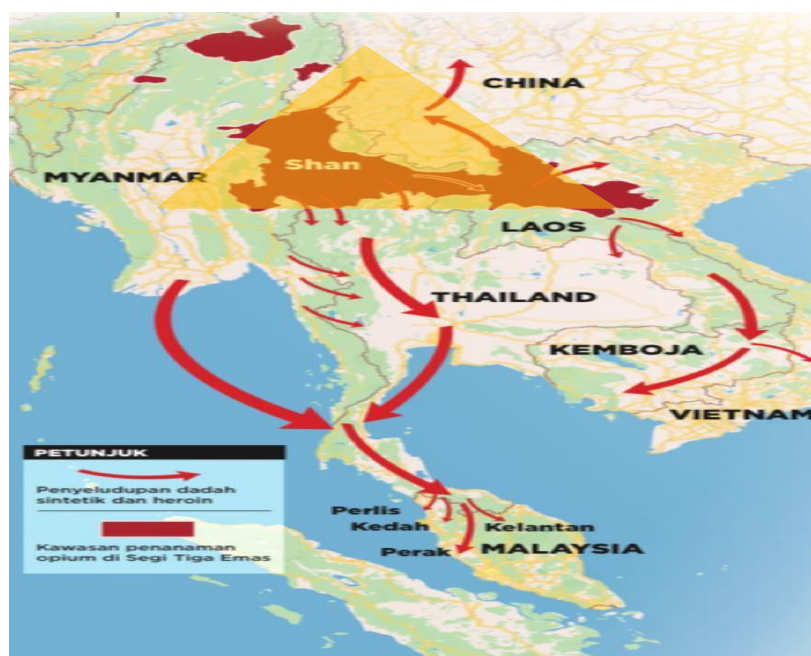 CHINA
Shan
MYANMAR
LAOS
THAILAND
KEMBOJA
VIETNAM
PETUNJUK
Penyeludupan dadah
sintetik dan heroin
Kawasan penanaman
opium di Segi Tiga Emas
Perlis
Kedah
Kelantan
Perak
MALAYSIA